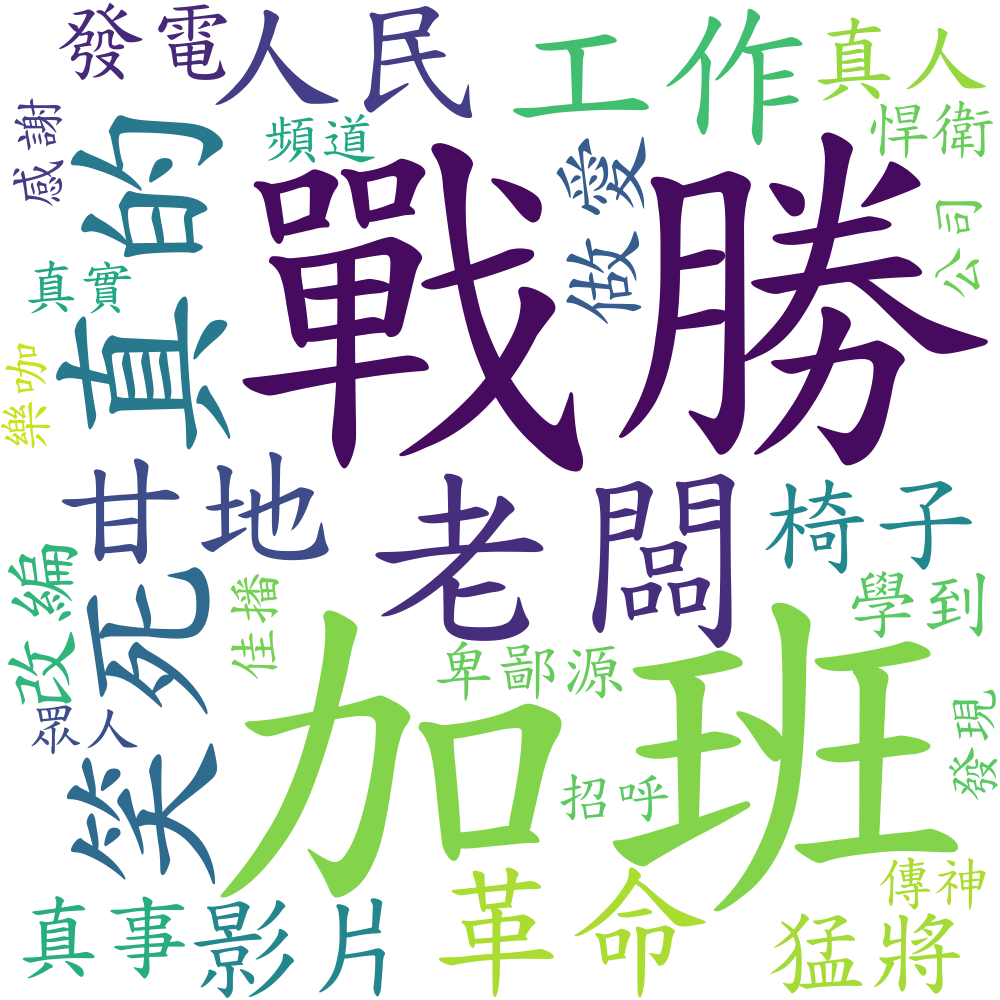 發電
人民
工作
真人
感謝
真的
頻道
戰勝
做愛
悍衛
公司
真實
樂咖
甘地
老闆
椅子
改編
笑死
佳播
卑鄙源
學到
眾人
加班
招呼
發現
真事
影片
革命
傳神
猛將